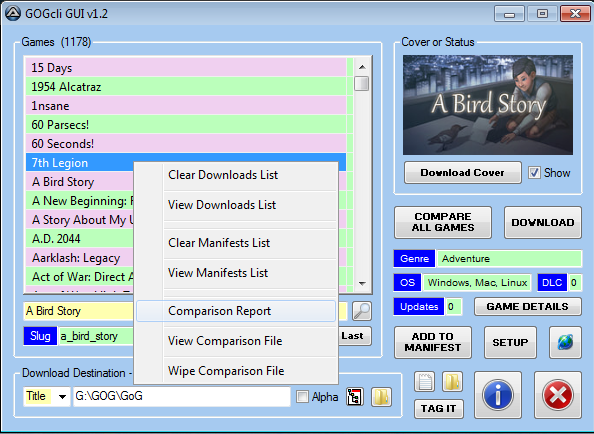 GOGcli GUI v1.2
Games (1178)
15 Days
1954 Alcatraz
1nsane
60 Parsecs!
60 Seconds!
7th Legion
A Bird Story
A New Beginning: F
A Story About My U
A.D. 2044
Aarklash: Legacy
Act of War: Direct A
Clear Downloads List
View Downloads List
Clear Manifests List
View Manifests List
Comparison Report
View Comparison File
Wipe Comparison File
A Bird Story
Slug a_bird_story
Last
Download Destination -
Title G:\GOG\GoG
Alpha
Cover or Status
A Bird Story
Download Cover Show
COMPARE ALL GAMES
DOWNLOAD
Genre Adventure
OS Windows, Mac, Linux DLC 0
Updates 0 GAME DETAILS
ADD TO MANIFEST
SETUP
TAG IT